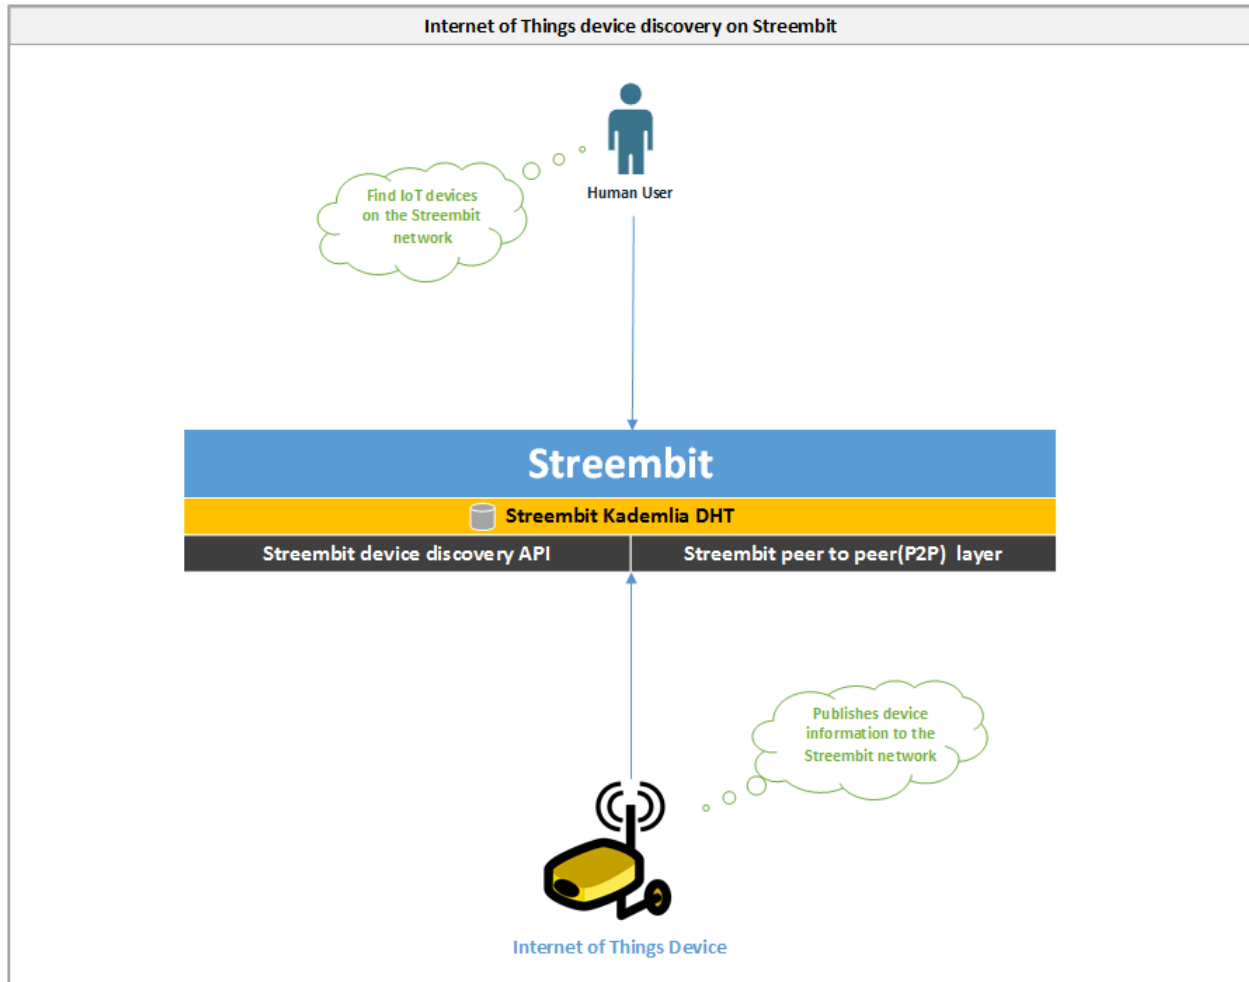 Internet of Things device discovery on Streembit
Human User
Find IoT devices
on the Streembit
network
Streembit
Streembit Kademlia DHT
Streembit device discovery API
Streembit peer to peer(P2P) layer
Publishes device
information to the
Streembit network
Internet of Things Device